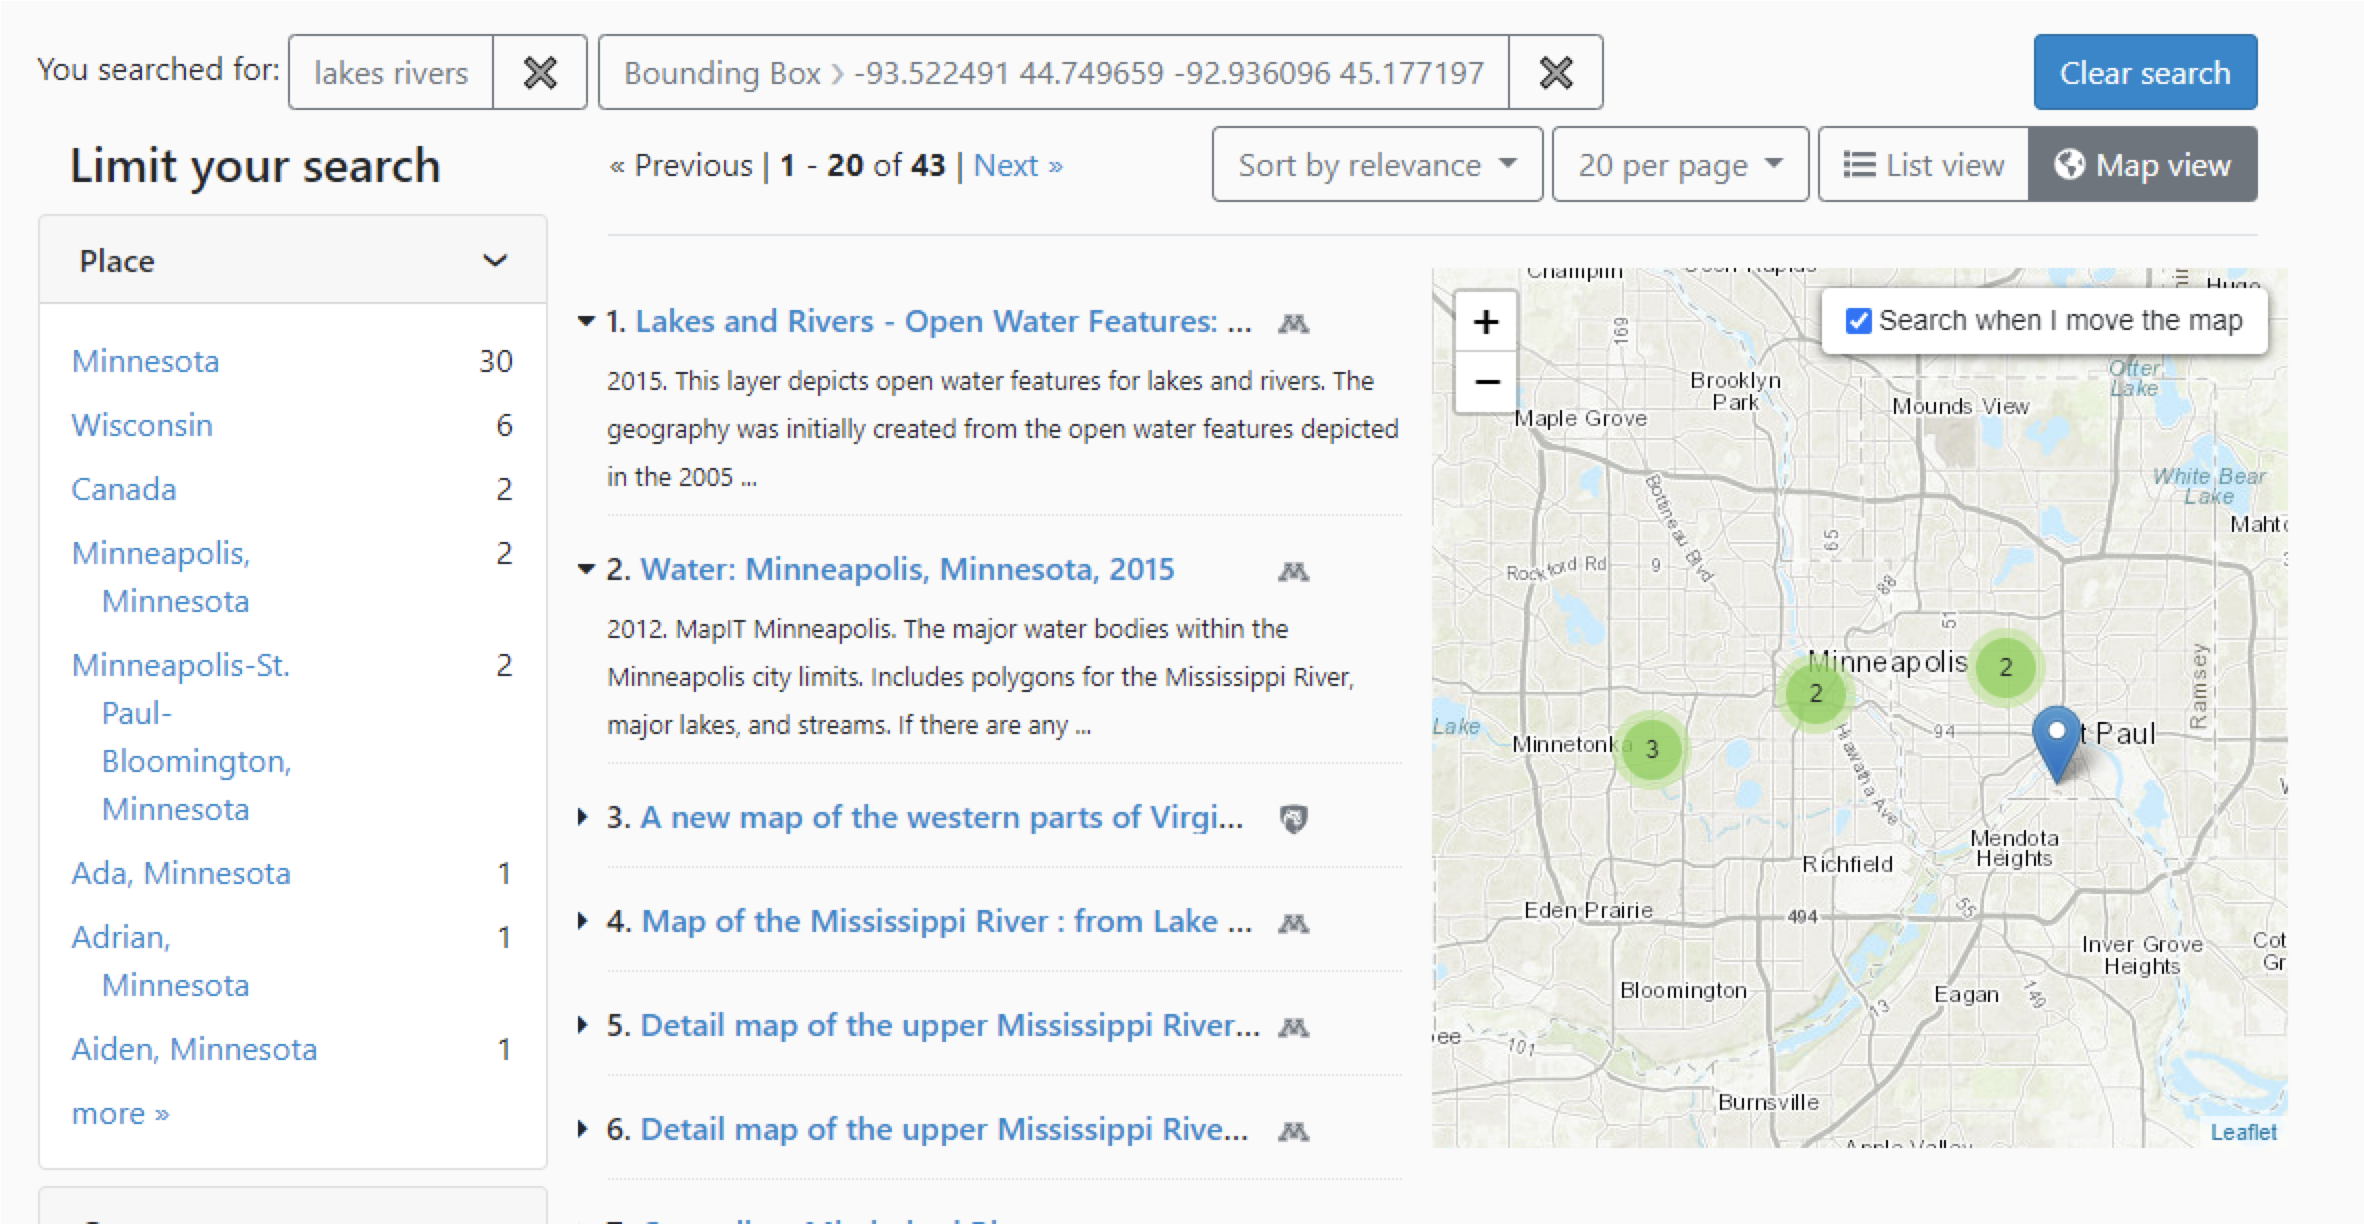 You searched for: lakes rivers Bounding Box -93.522491 44.749659 -92.936096 45.177197 Clear search
Limit your search
« Previous | 1 - 20 of 43 | Next » Sort by relevance 20 per page List view Map view
Place
Minnesota 30
Wisconsin 6
Canada 2
Minneapolis, 2
Minnesota
Minneapolis-St. 2
Paul-
Bloomington,
Minnesota
Ada, Minnesota 1
Adrian, 1
Minnesota
Aiden, Minnesota 1
more »
1. Lakes and Rivers - Open Water Features: ...
2015. This layer depicts open water features for lakes and rivers. The
geography was initially created from the open water features depicted
in the 2005 ...
2. Water: Minneapolis, Minnesota, 2015
2012. MapIT Minneapolis. The major water bodies within the
Minneapolis city limits. Includes polygons for the Mississippi River,
major lakes, and streams. If there are any ...
3. A new map of the western parts of Virgi...
4. Map of the Mississippi River : from Lake ...
5. Detail map of the upper Mississippi River...
6. Detail map of the upper Mississippi Rive...
+
−
Search when I move the map
Champlin
169
Otter
Lake
Brooklyn
Park
Mounds View
Maple Grove
White Bear
Lake
Bottineau Blvd
65
Rockford Rd
9
88
51
Minneapolis
2
2
Ramsey
Lake
Minnetonk
3
94
t Paul
Hiawatha Ave
Mendota
Heights
Richfield
Eden Prairie
494
55
Inver Grove
Heights
Cot
Gr
Bloomington
Eagan
149
13
101
Burnsville
Apple Valley
Leaflet